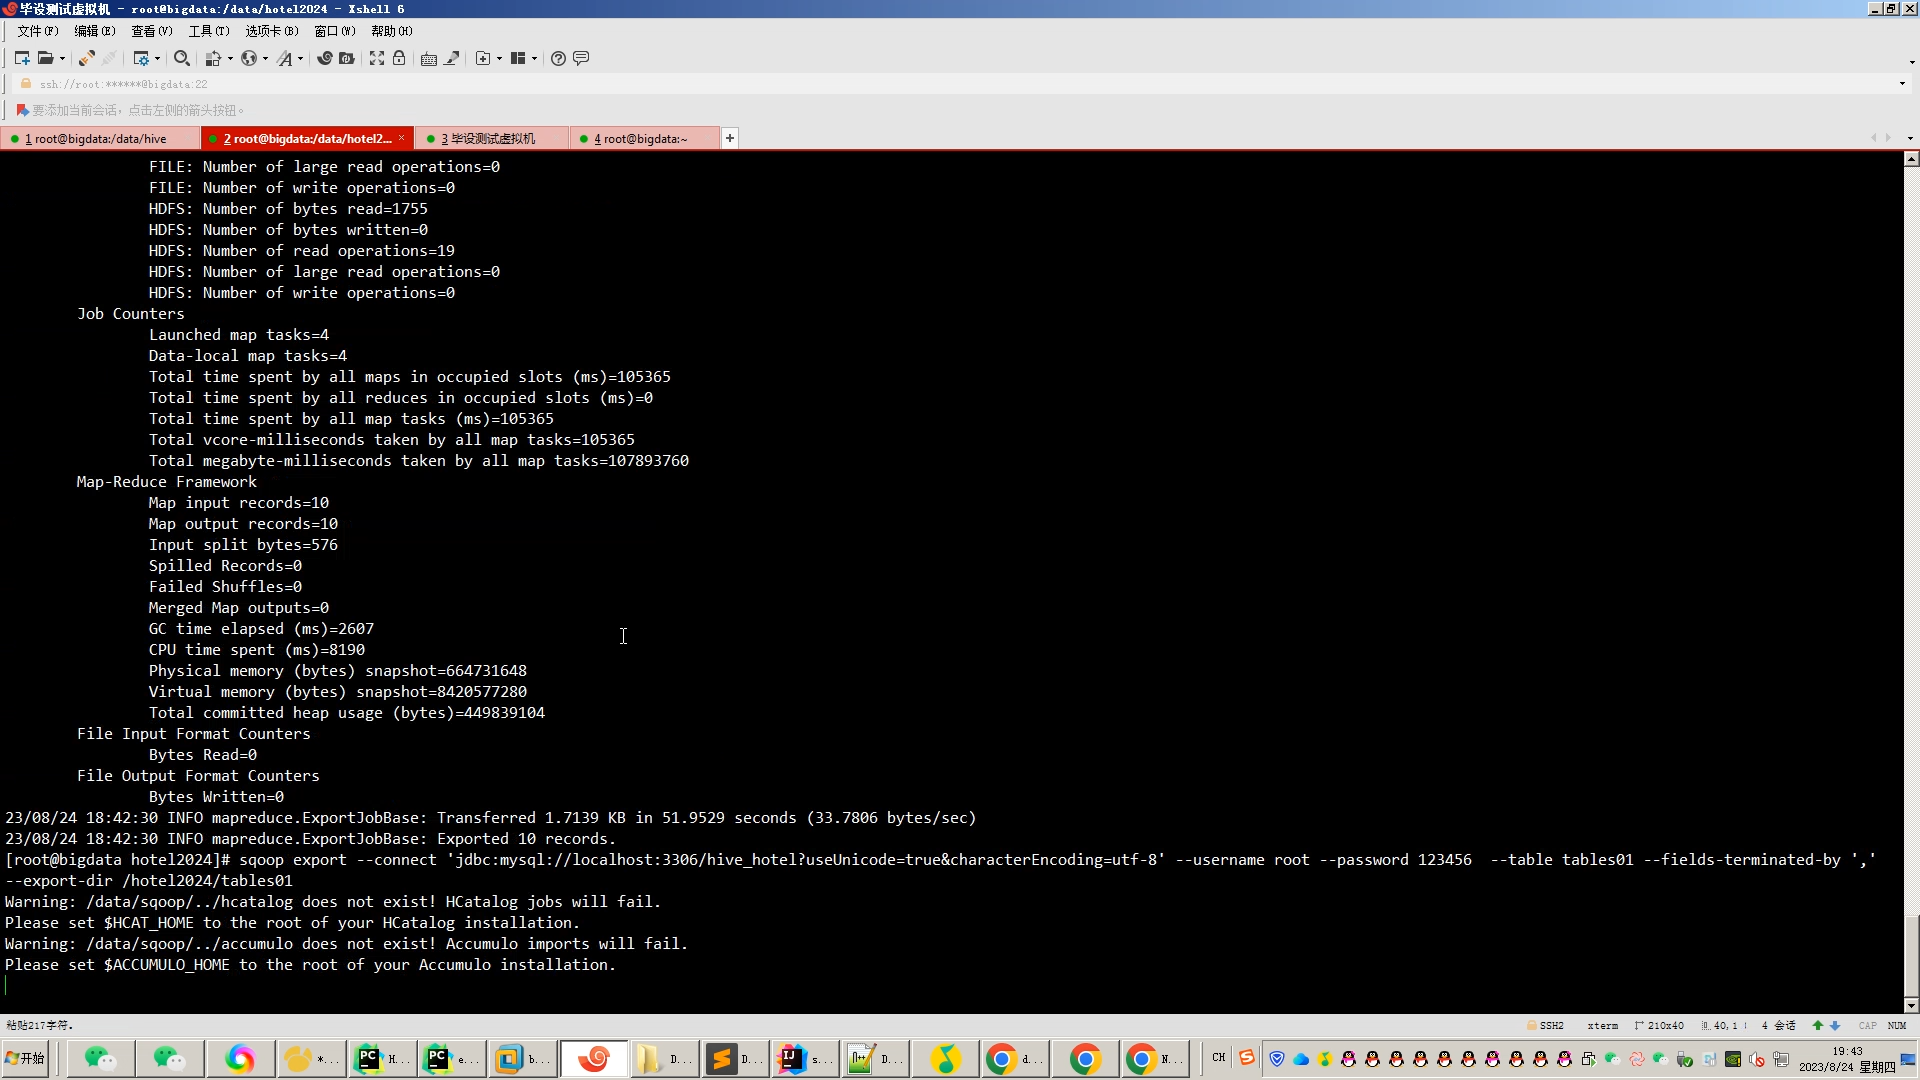 毕设测试虚拟机 - root@bigdata:/data/hotel2024 - Xshell 6
文件(F) 编辑(E) 查看(V) 工具(T) 选项卡(B) 窗口(W) 帮助(H)
ssh://root:******@bigdata:22
要添加当前会话，点击左侧的箭头按钮。
1 root@bigdata:/data/hive 2 root@bigdata:/data/hotel2... × 3 毕设测试虚拟机 4 root@bigdata:~ +
FILE: Number of large read operations=0
FILE: Number of write operations=0
HDFS: Number of bytes read=1755
HDFS: Number of bytes written=0
HDFS: Number of read operations=19
HDFS: Number of large read operations=0
HDFS: Number of write operations=0
Job Counters
Launched map tasks=4
Data-local map tasks=4
Total time spent by all maps in occupied slots (ms)=105365
Total time spent by all reduces in occupied slots (ms)=0
Total time spent by all map tasks (ms)=105365
Total vcore-milliseconds taken by all map tasks=105365
Total megabyte-milliseconds taken by all map tasks=107893760
Map-Reduce Framework
Map input records=10
Map output records=10
Input split bytes=576
Spilled Records=0
Failed Shuffles=0
Merged Map outputs=0
GC time elapsed (ms)=2607
CPU time spent (ms)=8190
Physical memory (bytes) snapshot=664731648
Virtual memory (bytes) snapshot=8420577280
Total committed heap usage (bytes)=449839104
File Input Format Counters
Bytes Read=0
File Output Format Counters
Bytes Written=0
23/08/24 18:42:30 INFO mapreduce.ExportJobBase: Transferred 1.7139 KB in 51.9529 seconds (33.7806 bytes/sec)
23/08/24 18:42:30 INFO mapreduce.ExportJobBase: Exported 10 records.
[root@bigdata hotel2024]# sqoop export --connect 'jdbc:mysql://localhost:3306/hive_hotel?useUnicode=true&characterEncoding=utf-8' --username root --password 123456  --table tables01 --fields-terminated-by ','
--export-dir /hotel2024/tables01
Warning: /data/sqoop/../hcatalog does not exist! HCatalog jobs will fail.
Please set $HCAT_HOME to the root of your HCatalog installation.
Warning: /data/sqoop/../accumulo does not exist! Accumulo imports will fail.
Please set $ACCUMULO_HOME to the root of your Accumulo installation.
粘贴217字符。 SSH2 xterm 210x40 40,1 4 会话 CAP NUM
开始 *... H... e... b... D... D... s... D... d... N... CH 19:43
2023/8/24 星期四